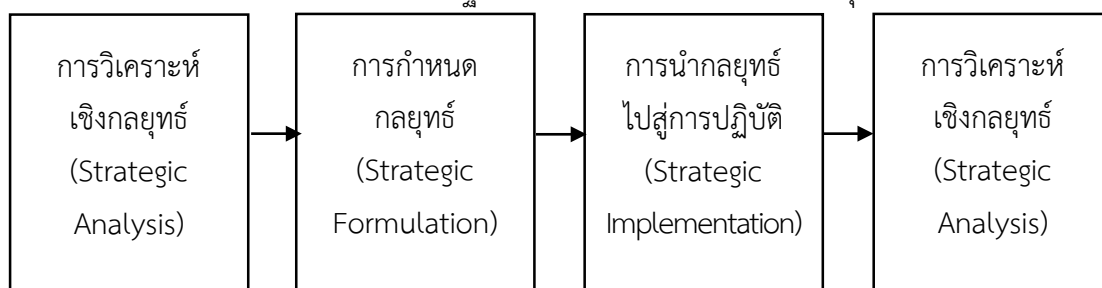 การวิเคราะห์
เชิงกลยุทธ์
(Strategic
Analysis)
การกำหนด
กลยุทธ์
(Strategic
Formulation)
การนำกลยุทธ์
ไปสู่การปฏิบัติ
(Strategic
Implementation)
การวิเคราะห์
เชิงกลยุทธ์
(Strategic
Analysis)